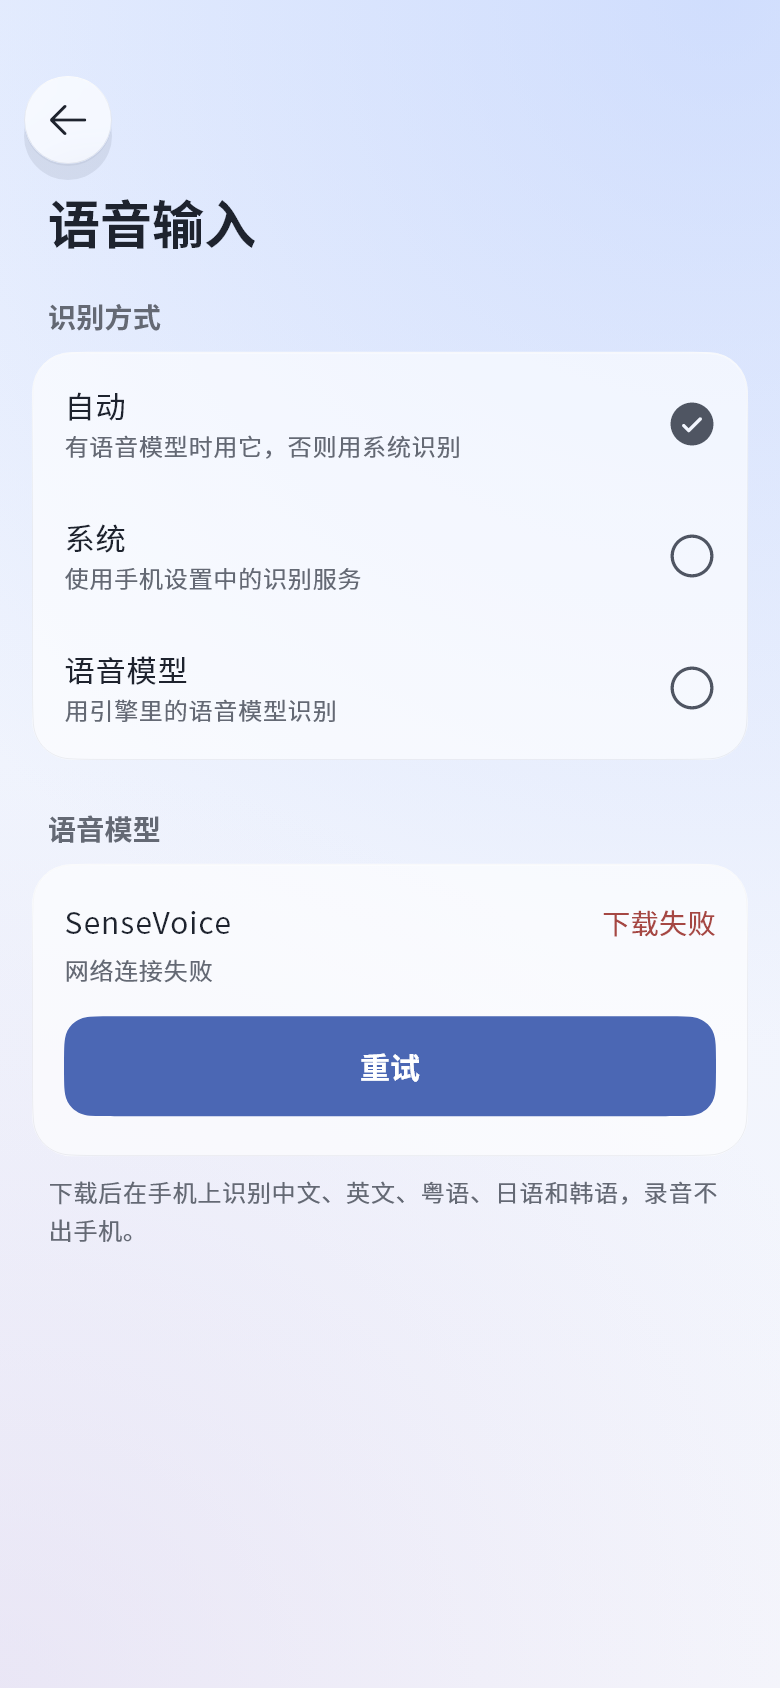 语音输入
识别方式
自动
有语音模型时用它，否则用系统识别
系统
使用手机设置中的识别服务
语音模型
用引擎里的语音模型识别
语音模型
SenseVoice
下载失败
网络连接失败
重试
下载后在手机上识别中文、英文、粤语、日语和韩语，录音不
出手机。